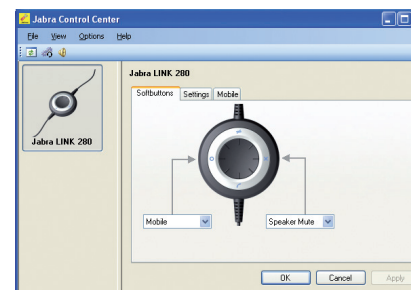 Jabra Control Center
File View Options Help
Jabra LINK 280
Jabra LINK 280
Softbuttons Settings Mobile
Mobile Speaker Mute
OK Cancel Apply